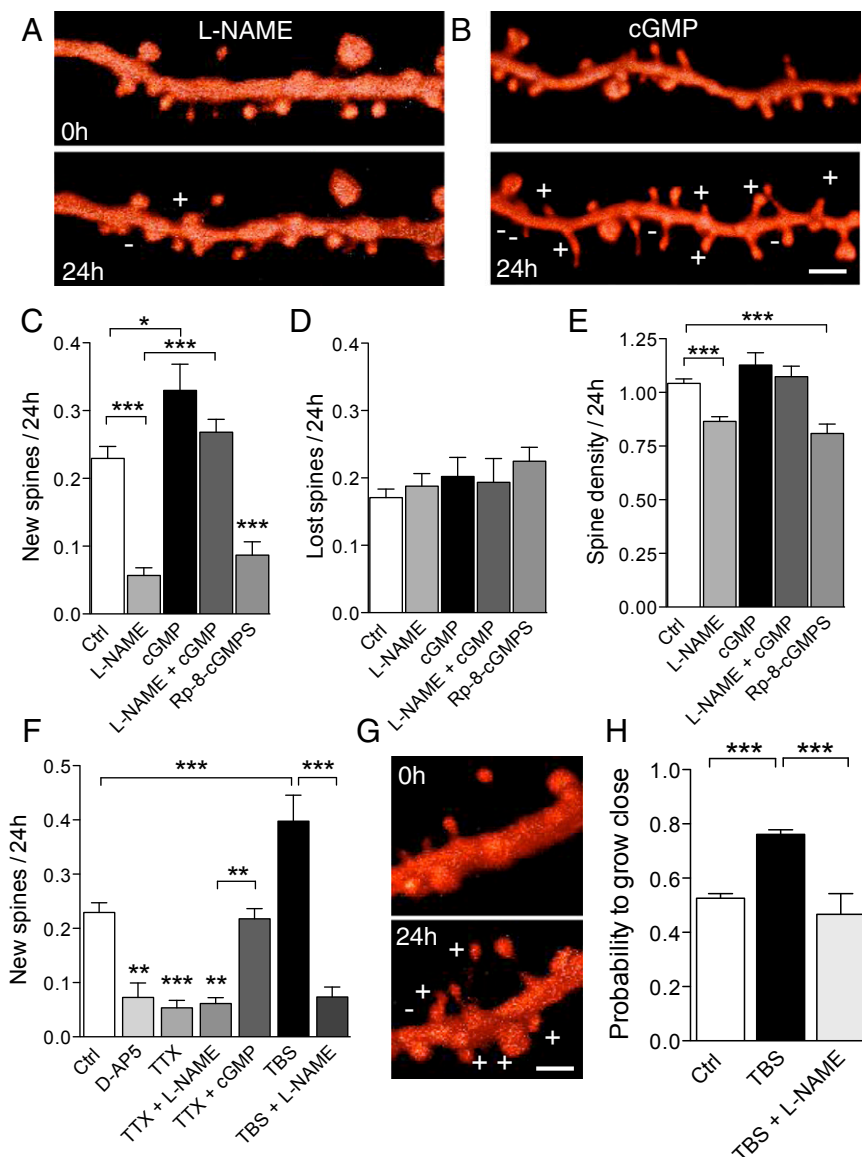 A
L-NAME
0h
+
-
24h
B
cGMP
+
+
+
+
- -
+
-
+
-
24h
C
New spines / 24h
0.4
0.3
0.2
0.1
0.0
*
***
***
***
Ctrl
L-NAME
cGMP
L-NAME + cGMP
Rp-8-cGMPS
D
Lost spines / 24h
0.4
0.3
0.2
0.1
0.0
Ctrl
L-NAME
cGMP
L-NAME + cGMP
Rp-8-cGMPS
E
Spine density / 24h
1.25
1.00
0.75
0.50
0.25
0.00
***
***
Ctrl
L-NAME
cGMP
L-NAME + cGMP
Rp-8-cGMPS
F
New spines / 24h
0.5
0.4
0.3
0.2
0.1
0.0
***
***
**
**
***
**
Ctrl
D-AP5
TTX
TTX + L-NAME
TTX + cGMP
TBS
TBS + L-NAME
G
0h
24h
+
+
-
+
+ +
H
Probability to grow close
1.0
0.8
0.6
0.4
0.2
0.0
***
***
Ctrl
TBS
TBS + L-NAME